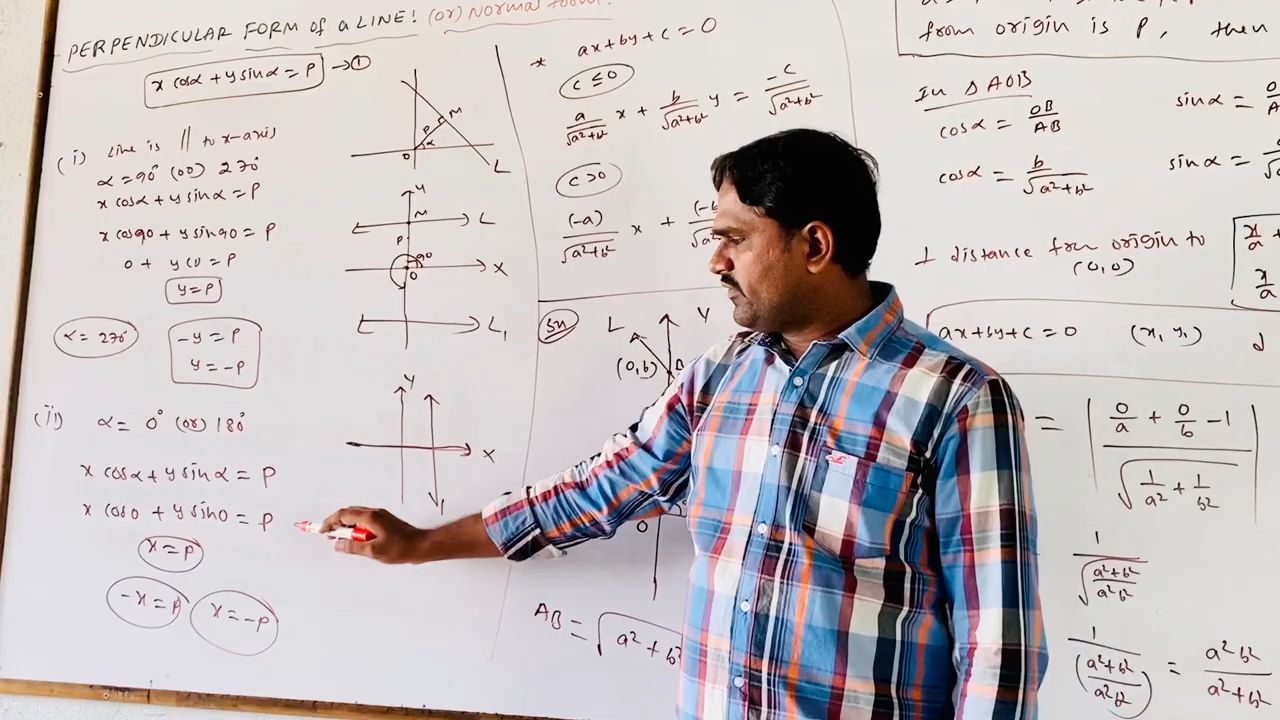 PERPENDICULAR FORM of a LINE! (or) Normal form!
x cosα + y sinα = P → ①
(i) Line is || to x-axis
α = 90° (or) 270°
x cosα + y sinα = P
x cos90 + y sin90 = P
0 + y(1) = P
y = P
α = 270°
-y = P
y = -P
(ii) α = 0° (or) 180°
x cosα + y sinα = P
x cos0 + y sin0 = P
x = P
-x = P
x = -P
P
M
α
O
L
Y
M
L
P
90°
O
X
L₁
Y
X
* ax + by + c = 0
c ≤ 0
a/√(a²+b²) x + b/√(a²+b²) y = -c/√(a²+b²)
c > 0
(-a)/√(a²+b²) x +
Sol
L
Y
(0,b)
O
AB = √(a² + b²
from origin is P, then
In Δ AOB
cosα = OB/AB
sinα =
cosα = b/√(a²+b²)
sinα =
⊥ distance from origin to
(0,0)
x/a +
x/a
ax + by + c = 0 (x₁ y₁) d
= | (0/a + 0/b - 1) / √(1/a² + 1/b²) |
1/√((a²+b²)/(a²b²))
1/((a²+b²)/(a²b²)) = a²b²/(a²+b²)